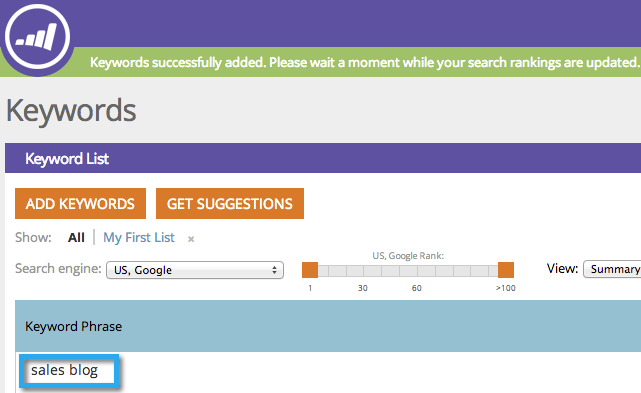 Keywords successfully added. Please wait a moment while your search rankings are updated.
Keywords
Keyword List
ADD KEYWORDS GET SUGGESTIONS
Show: All My First List ×
US, Google Rank:
Search engine: US, Google View: Summary
1 30 60 >100
Keyword Phrase
sales blog